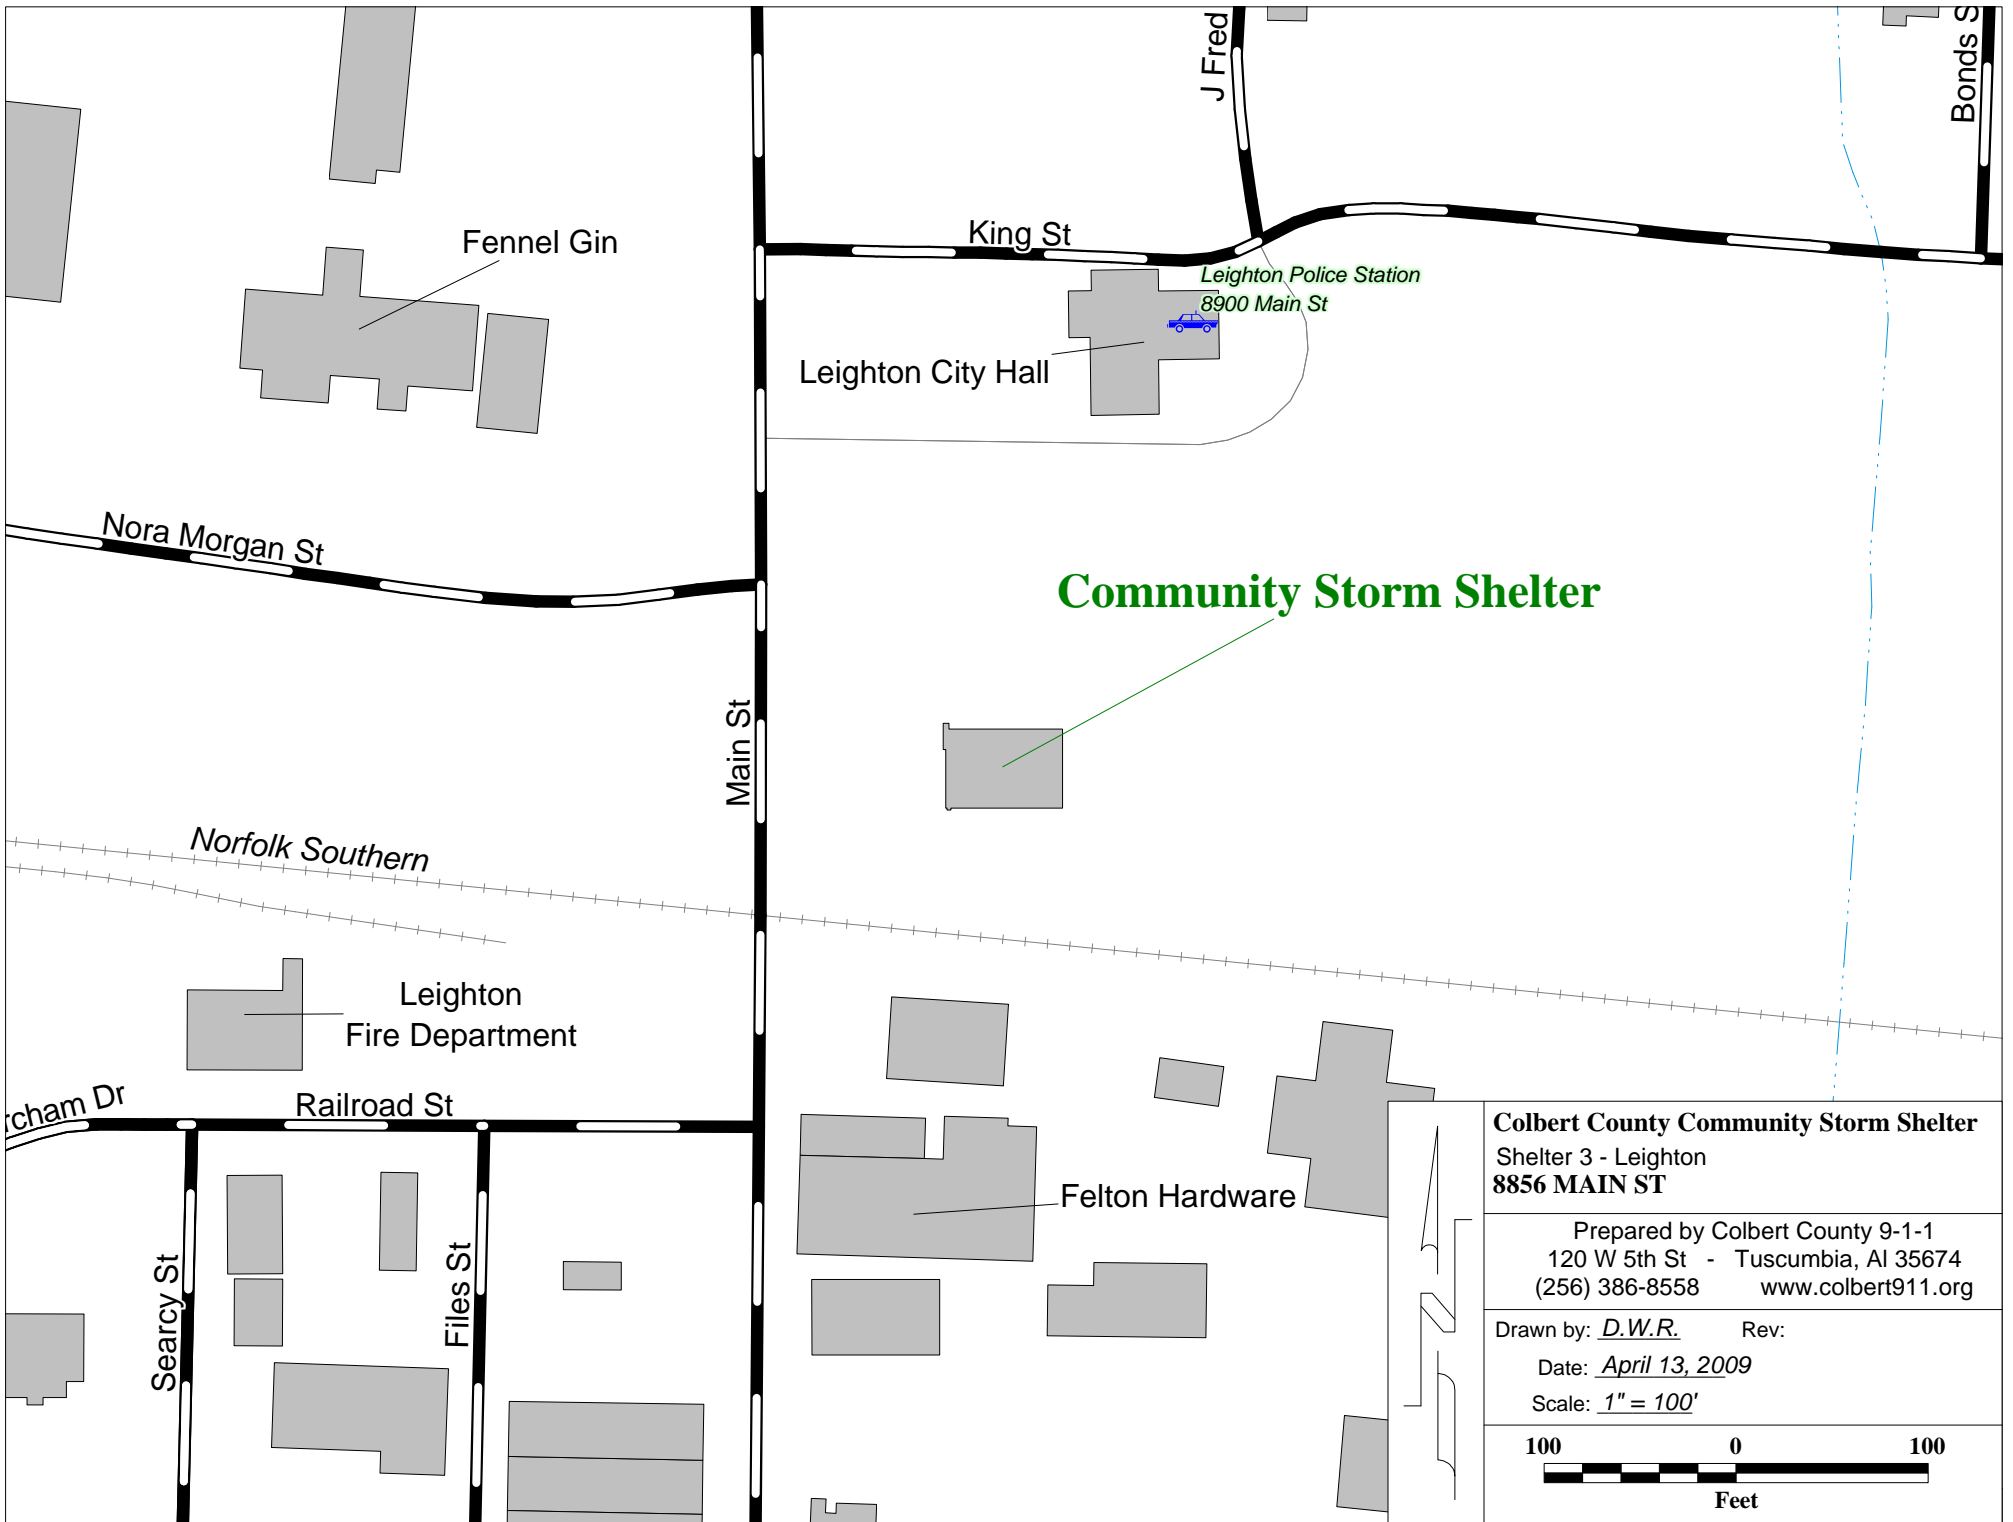 J Fred
Bonds S
Fennel Gin
King St
Leighton Police Station
8900 Main St
Leighton City Hall
Nora Morgan St
Community Storm Shelter
Main St
Norfolk Southern
Leighton
Fire Department
rcham Dr
Railroad St
Felton Hardware
Searcy St
Files St
Colbert County Community Storm Shelter
Shelter 3 - Leighton
8856 MAIN ST
Prepared by Colbert County 9-1-1
120 W 5th St - Tuscumbia, Al 35674
(256) 386-8558 www.colbert911.org
Drawn by: D.W.R. Rev:
Date: April 13, 2009
Scale: 1" = 100'
100 0 100
Feet
N